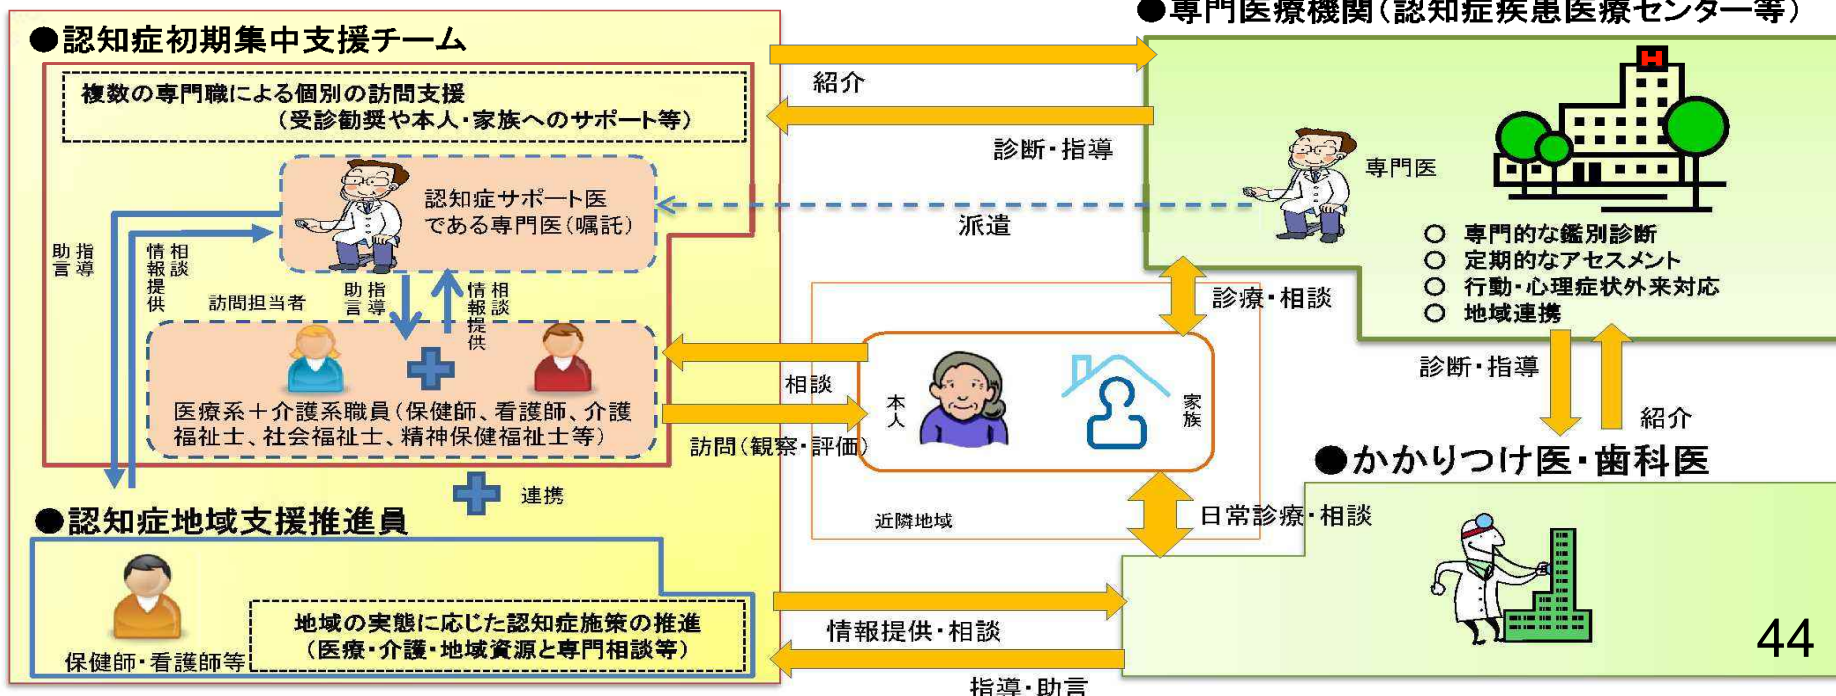 ●専門医療機関(認知症疾患医療センター等)
●認知症初期集中支援チーム
複数の専門職による個別の訪問支援
(受診勧奨や本人・家族へのサポート等)
紹介
診断・指導
専門医
認知症サポート医
である専門医(嘱託)
派遣
指導
助言
相談
情報提供
○ 専門的な鑑別診断
○ 定期的なアセスメント
○ 行動・心理症状外来対応
○ 地域連携
訪問担当者
指導
助言
相談
情報提供
診療・相談
医療系+介護系職員(保健師、看護師、介護
福祉士、社会福祉士、精神保健福祉士等)
相談
訪問(観察・評価)
本人
家族
診断・指導
紹介
●かかりつけ医・歯科医
連携
近隣地域
日常診療・相談
●認知症地域支援推進員
地域の実態に応じた認知症施策の推進
(医療・介護・地域資源と専門相談等)
保健師・看護師等
情報提供・相談
指導・助言
44